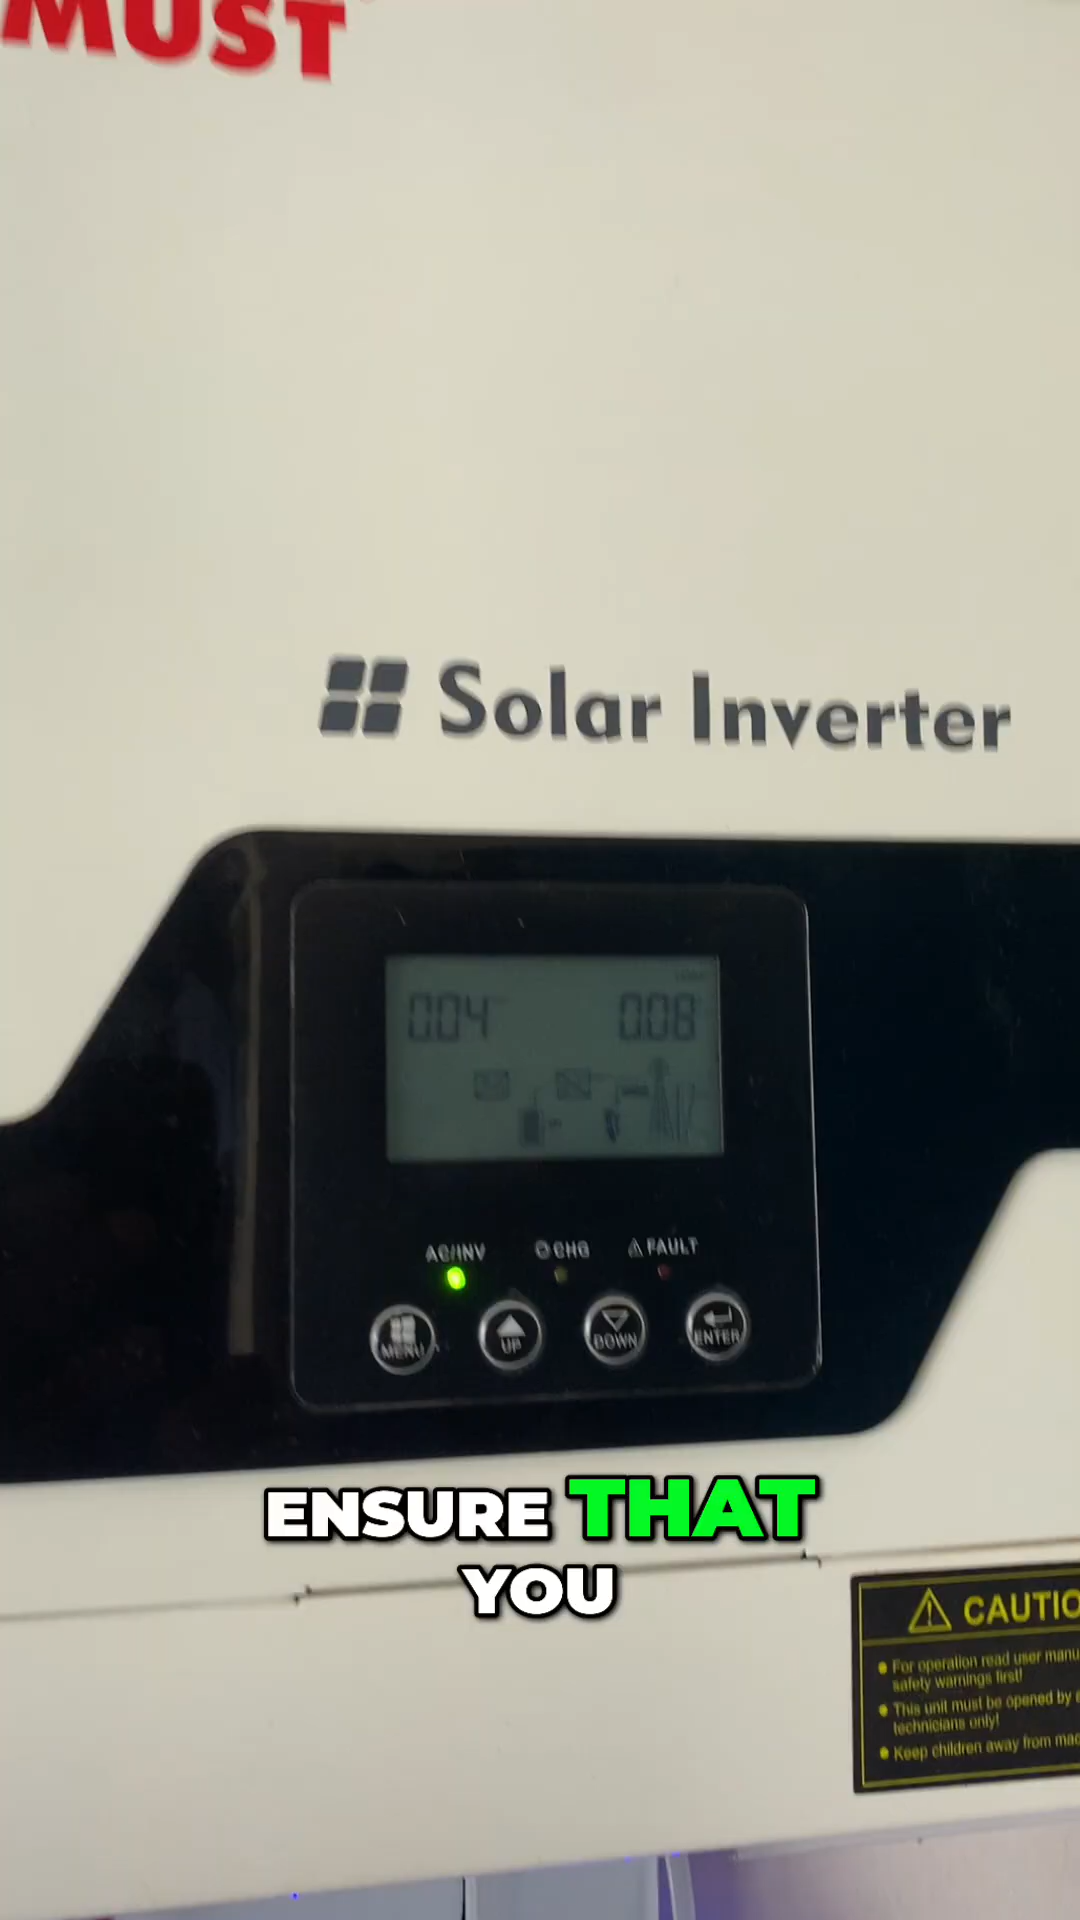 MUST
Solar Inverter
0.04 0.08
AC/INV CHG FAULT
MENU UP DOWN ENTER
ENSURE THAT
YOU
CAUTIO
For operation read user manu
safety warnings first!
This unit must be opened by
technicians only!
Keep children away from mac